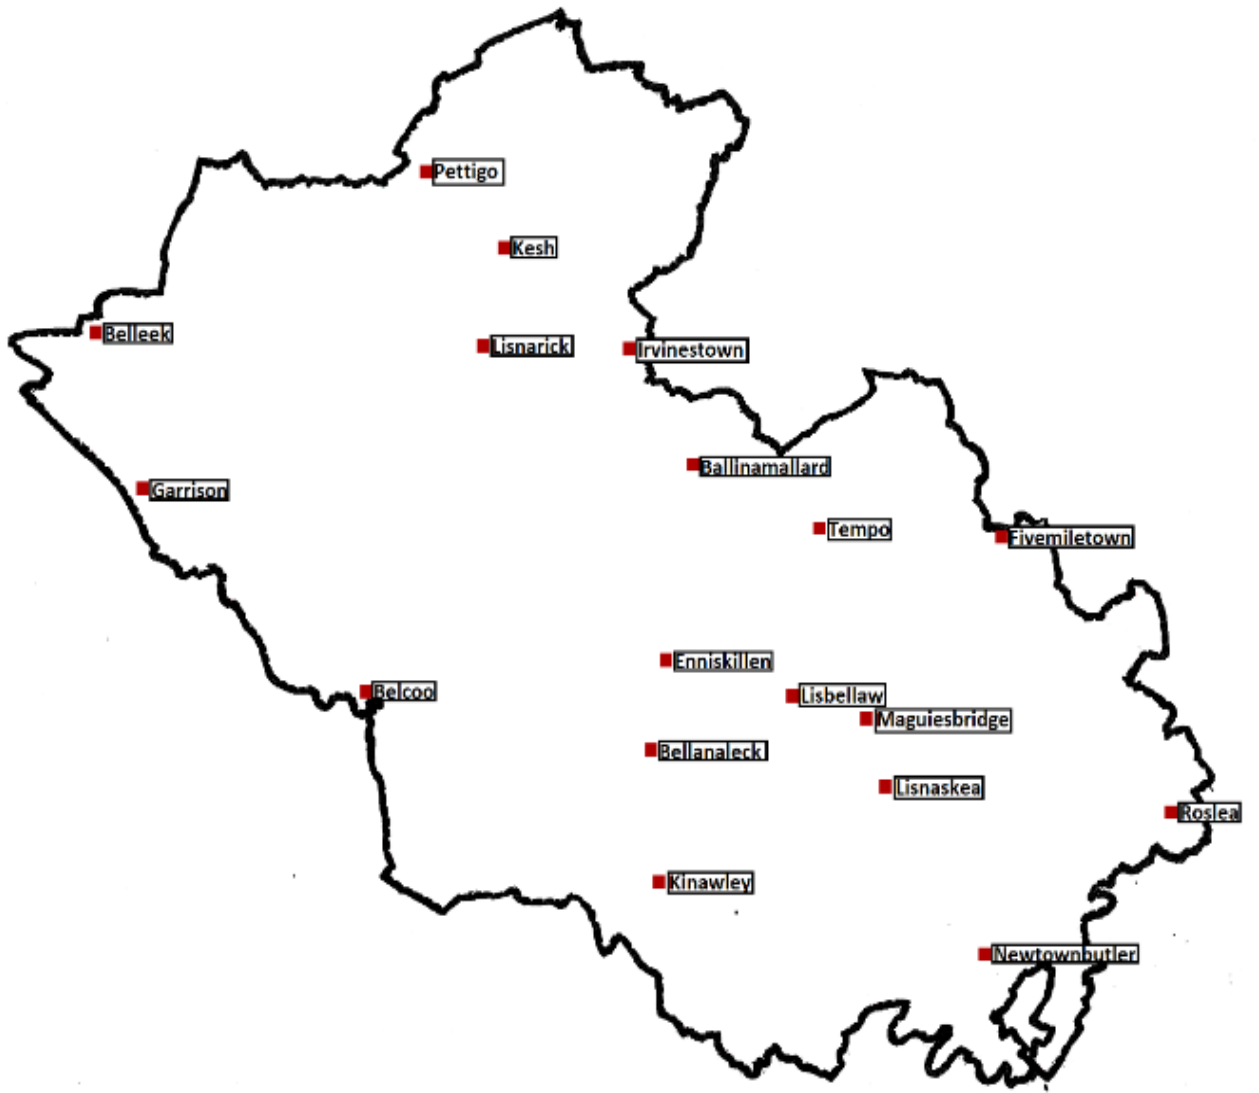 Pettigo
Kesh
Belleek
Lisnarick
Irvinestown
Ballinamallard
Garrison
Tempo
Fivemiletown
Enniskillen
Belcoo
Lisbellaw
Maguiesbridge
Bellanaleck
Lisnaskea
Roslea
Kinawley
Newtownbutler